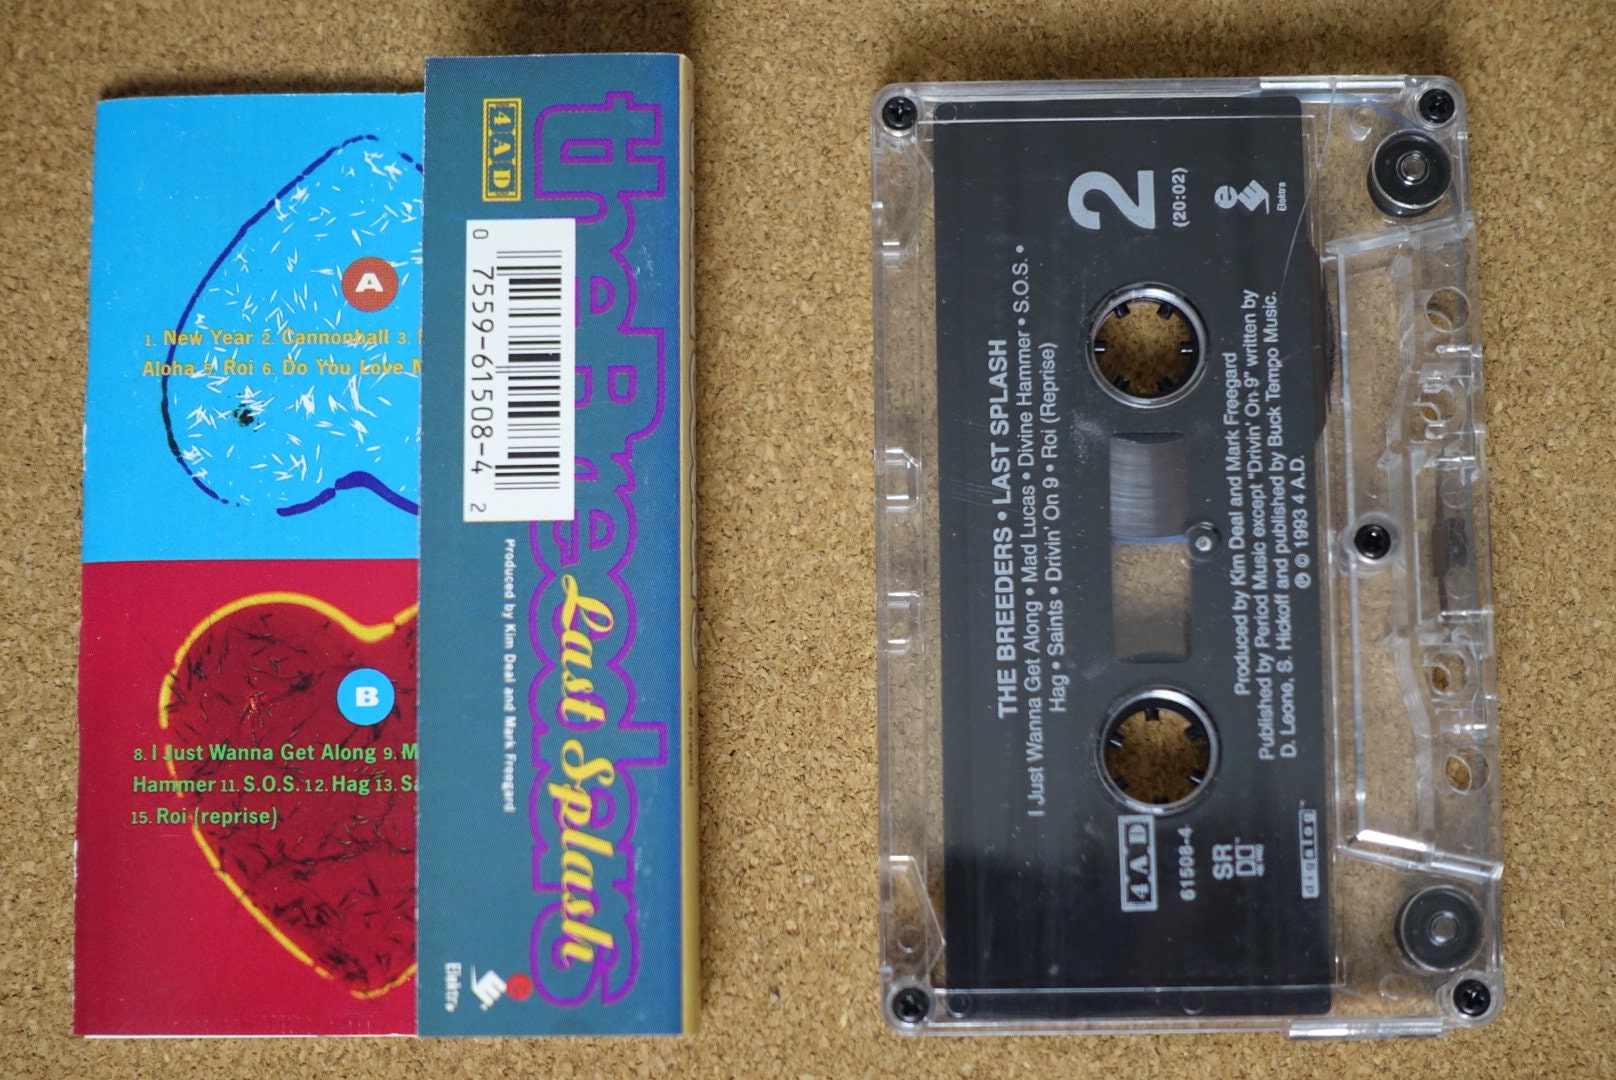 A
1. New Year 2. Cannonball 3.
Aloha 5. Roi 6. Do You Love
B
8. I Just Wanna Get Along 9. M
Hammer 11. S.O.S. 12. Hag 13. Sa
15. Roi (reprise)
4AD
the Breeders
Last Splash
0 7559-61508-4 2
Produced by Kim Deal and Mark Freegard
e
Elektra
THE BREEDERS • LAST SPLASH
I Just Wanna Get Along • Mad Lucas • Divine Hammer • S.O.S. •
Hag • Saints • Drivin' On 9 • Roi (Reprise)
2
(20:02)
e
Elektra
4AD
61508-4
SR
Produced by Kim Deal and Mark Freegard
Published by Period Music except "Drivin' On 9" written by
D. Leone, S. Hickoff and published by Buck Tempo Music.
℗ © 1993 4 A.D.
digalog™